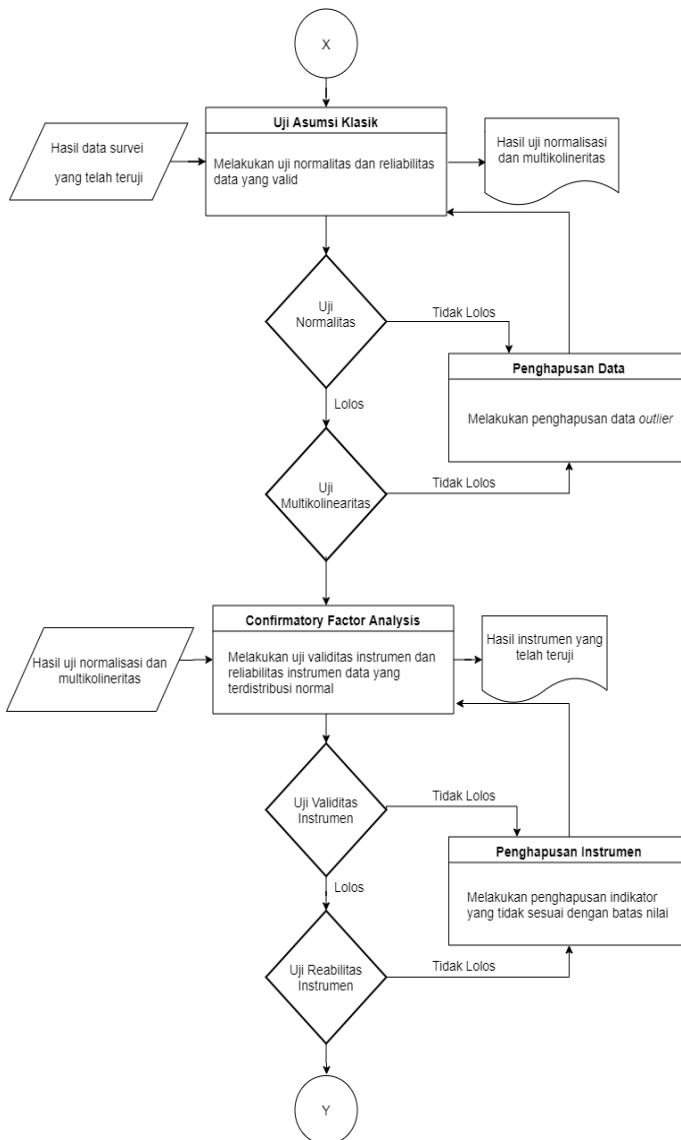 X
Uji Asumsi Klasik
Hasil data survei
yang telah teruji
Melakukan uji normalitas dan reliabilitas
data yang valid
Hasil uji normalisasi
dan multikolineritas
Uji
Normalitas
Tidak Lolos
Penghapusan Data
Melakukan penghapusan data outlier
Lolos
Uji
Multikolinearitas
Tidak Lolos
Confirmatory Factor Analysis
Hasil uji normalisasi dan
multikolineritas
Melakukan uji validitas instrumen dan
reliabilitas instrumen data yang
terdistribusi normal
Hasil instrumen yang
telah teruji
Uji Validitas
Instrumen
Tidak Lolos
Penghapusan Instrumen
Melakukan penghapusan indikator
yang tidak sesuai dengan batas nilai
Lolos
Uji Reabilitas
Instrumen
Tidak Lolos
Y